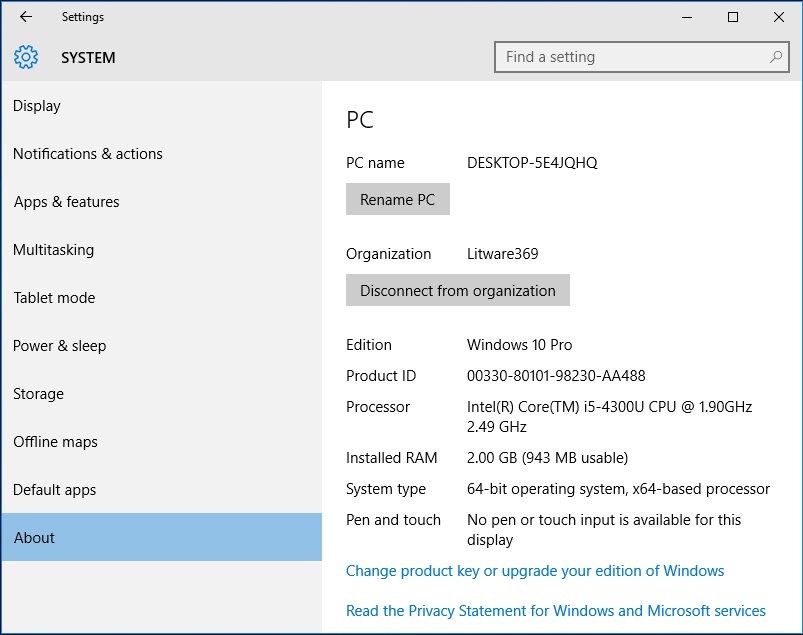 Settings
SYSTEM
Find a setting
Display
Notifications & actions
Apps & features
Multitasking
Tablet mode
Power & sleep
Storage
Offline maps
Default apps
About
PC
PC name DESKTOP-5E4JQHQ
Rename PC
Organization Litware369
Disconnect from organization
Edition Windows 10 Pro
Product ID 00330-80101-98230-AA488
Processor Intel(R) Core(TM) i5-4300U CPU @ 1.90GHz
2.49 GHz
Installed RAM 2.00 GB (943 MB usable)
System type 64-bit operating system, x64-based processor
Pen and touch No pen or touch input is available for this
display
Change product key or upgrade your edition of Windows
Read the Privacy Statement for Windows and Microsoft services